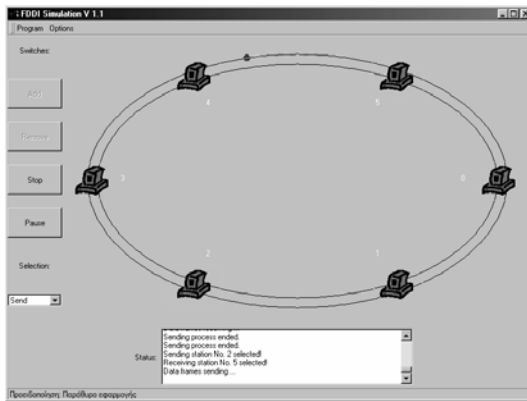 FDDI Simulation V 1.1
Program Options
Switches:
Add
Remove
Stop
Pause
Selection:
Send
4
5
3
0
2
1
Status:
Sending process ended.
Sending process ended.
Sending station No. 2 selected!
Receiving station No. 5 selected!
Data frames sending ...
Προειδοποίηση: Παράθυρο εφαρμογής